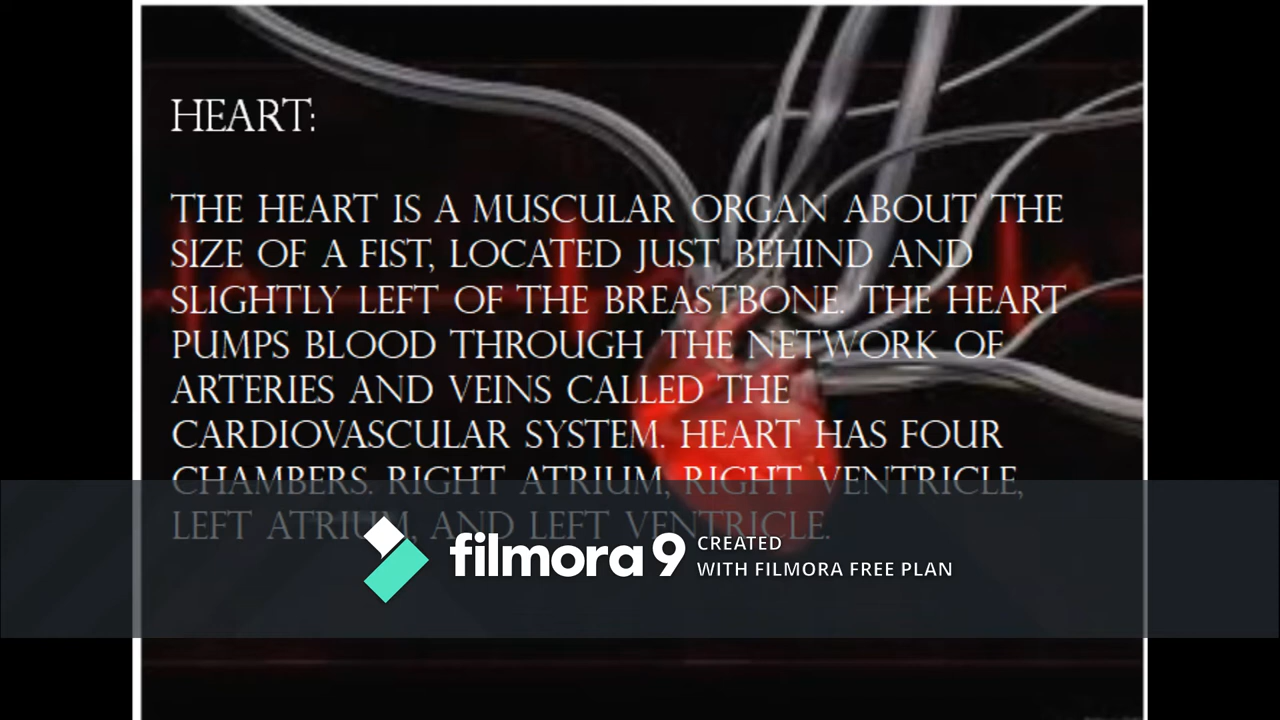 HEART:
THE HEART IS A MUSCULAR ORGAN ABOUT THE
SIZE OF A FIST, LOCATED JUST BEHIND AND
SLIGHTLY LEFT OF THE BREASTBONE. THE HEART
PUMPS BLOOD THROUGH THE NETWORK OF
ARTERIES AND VEINS CALLED THE
CARDIOVASCULAR SYSTEM. HEART HAS FOUR
CHAMBERS. RIGHT ATRIUM, RIGHT VENTRICLE,
LEFT ATRIUM, AND LEFT VENTRICLE.
filmora 9
CREATED
WITH FILMORA FREE PLAN